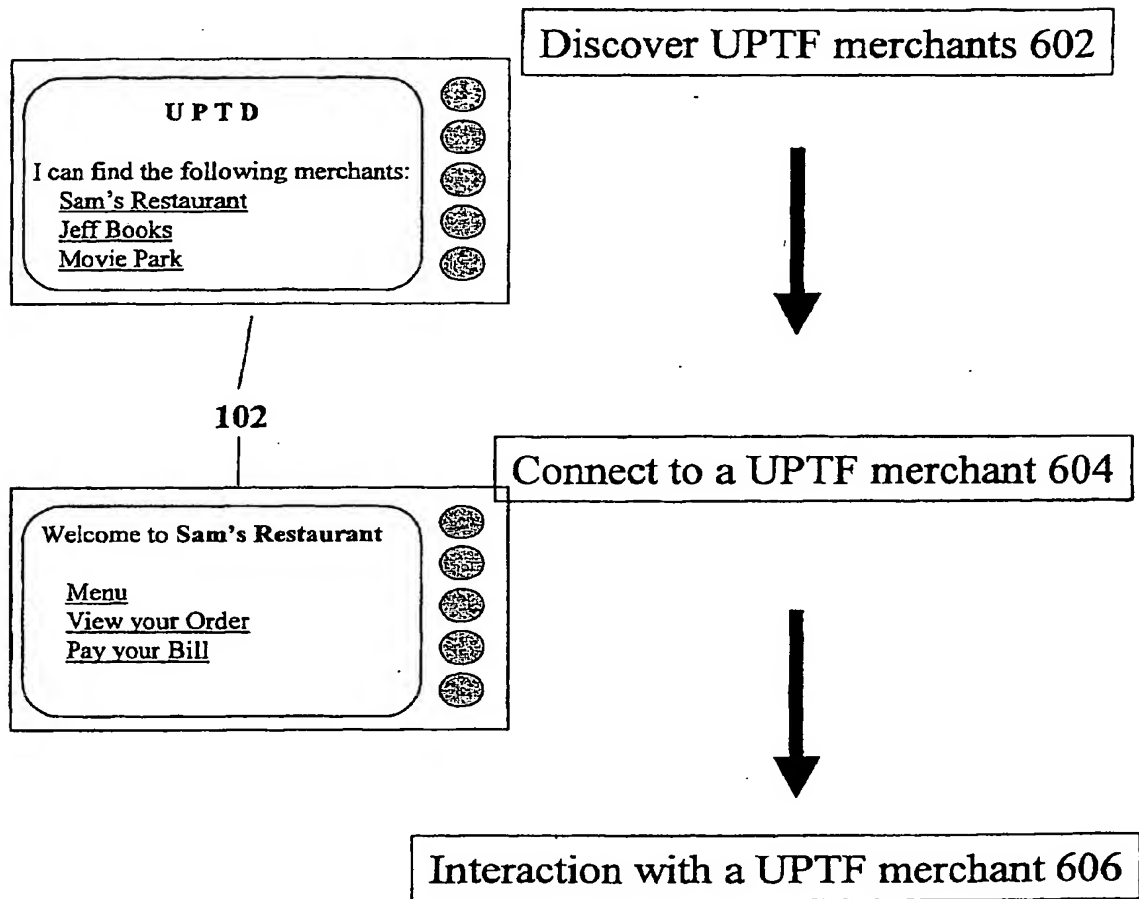 Discover UPTF merchants 602
U P T D
I can find the following merchants:
Sam's Restaurant
Jeff Books
Movie Park
102
Connect to a UPTF merchant 604
Welcome to Sam's Restaurant
Menu
View your Order
Pay your Bill
Interaction with a UPTF merchant 606